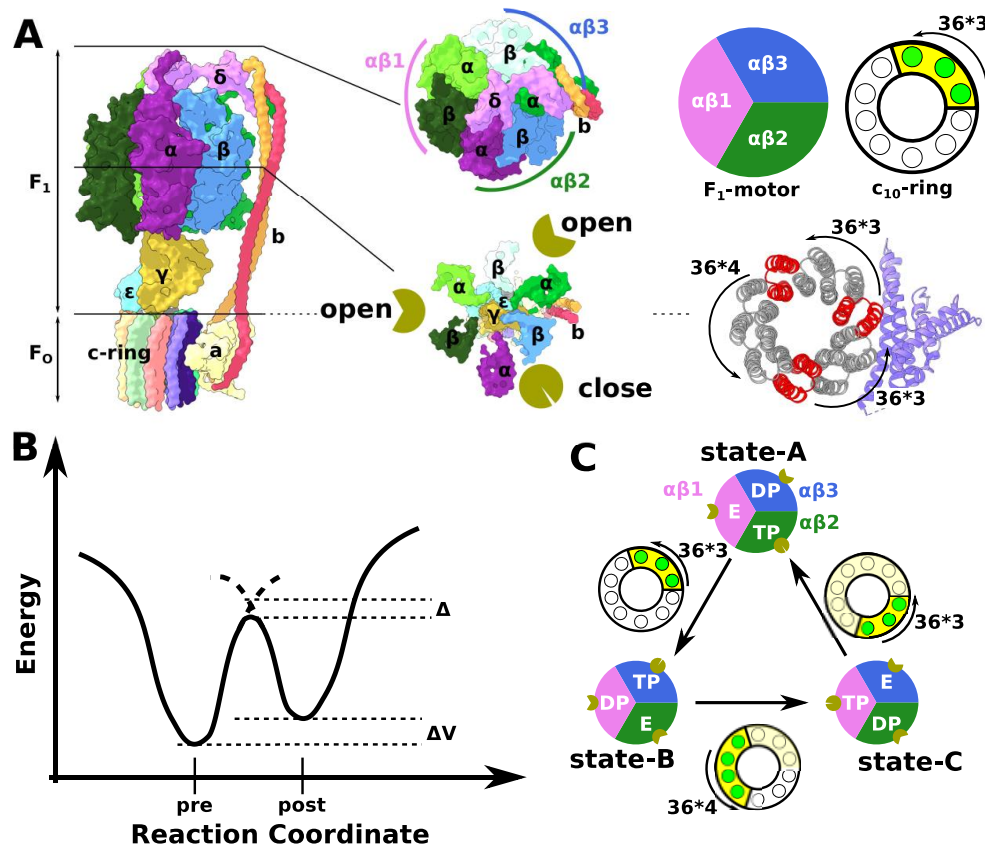 A
F1
FO
δ
α
β
b
γ
ε
c-ring
a
αβ1
αβ3
β
α
δ
β
α
α
β
b
αβ2
open
open
close
β
α
α
ε
γ
β
β
b
α
αβ3
αβ1
αβ2
F1-motor
36*3
c10-ring
36*3
36*4
36*3
B
Energy
Δ
ΔV
pre
post
Reaction Coordinate
C
state-A
αβ1
DP
αβ3
E
TP
αβ2
36*3
36*3
TP
DP
E
state-B
E
TP
DP
state-C
36*4